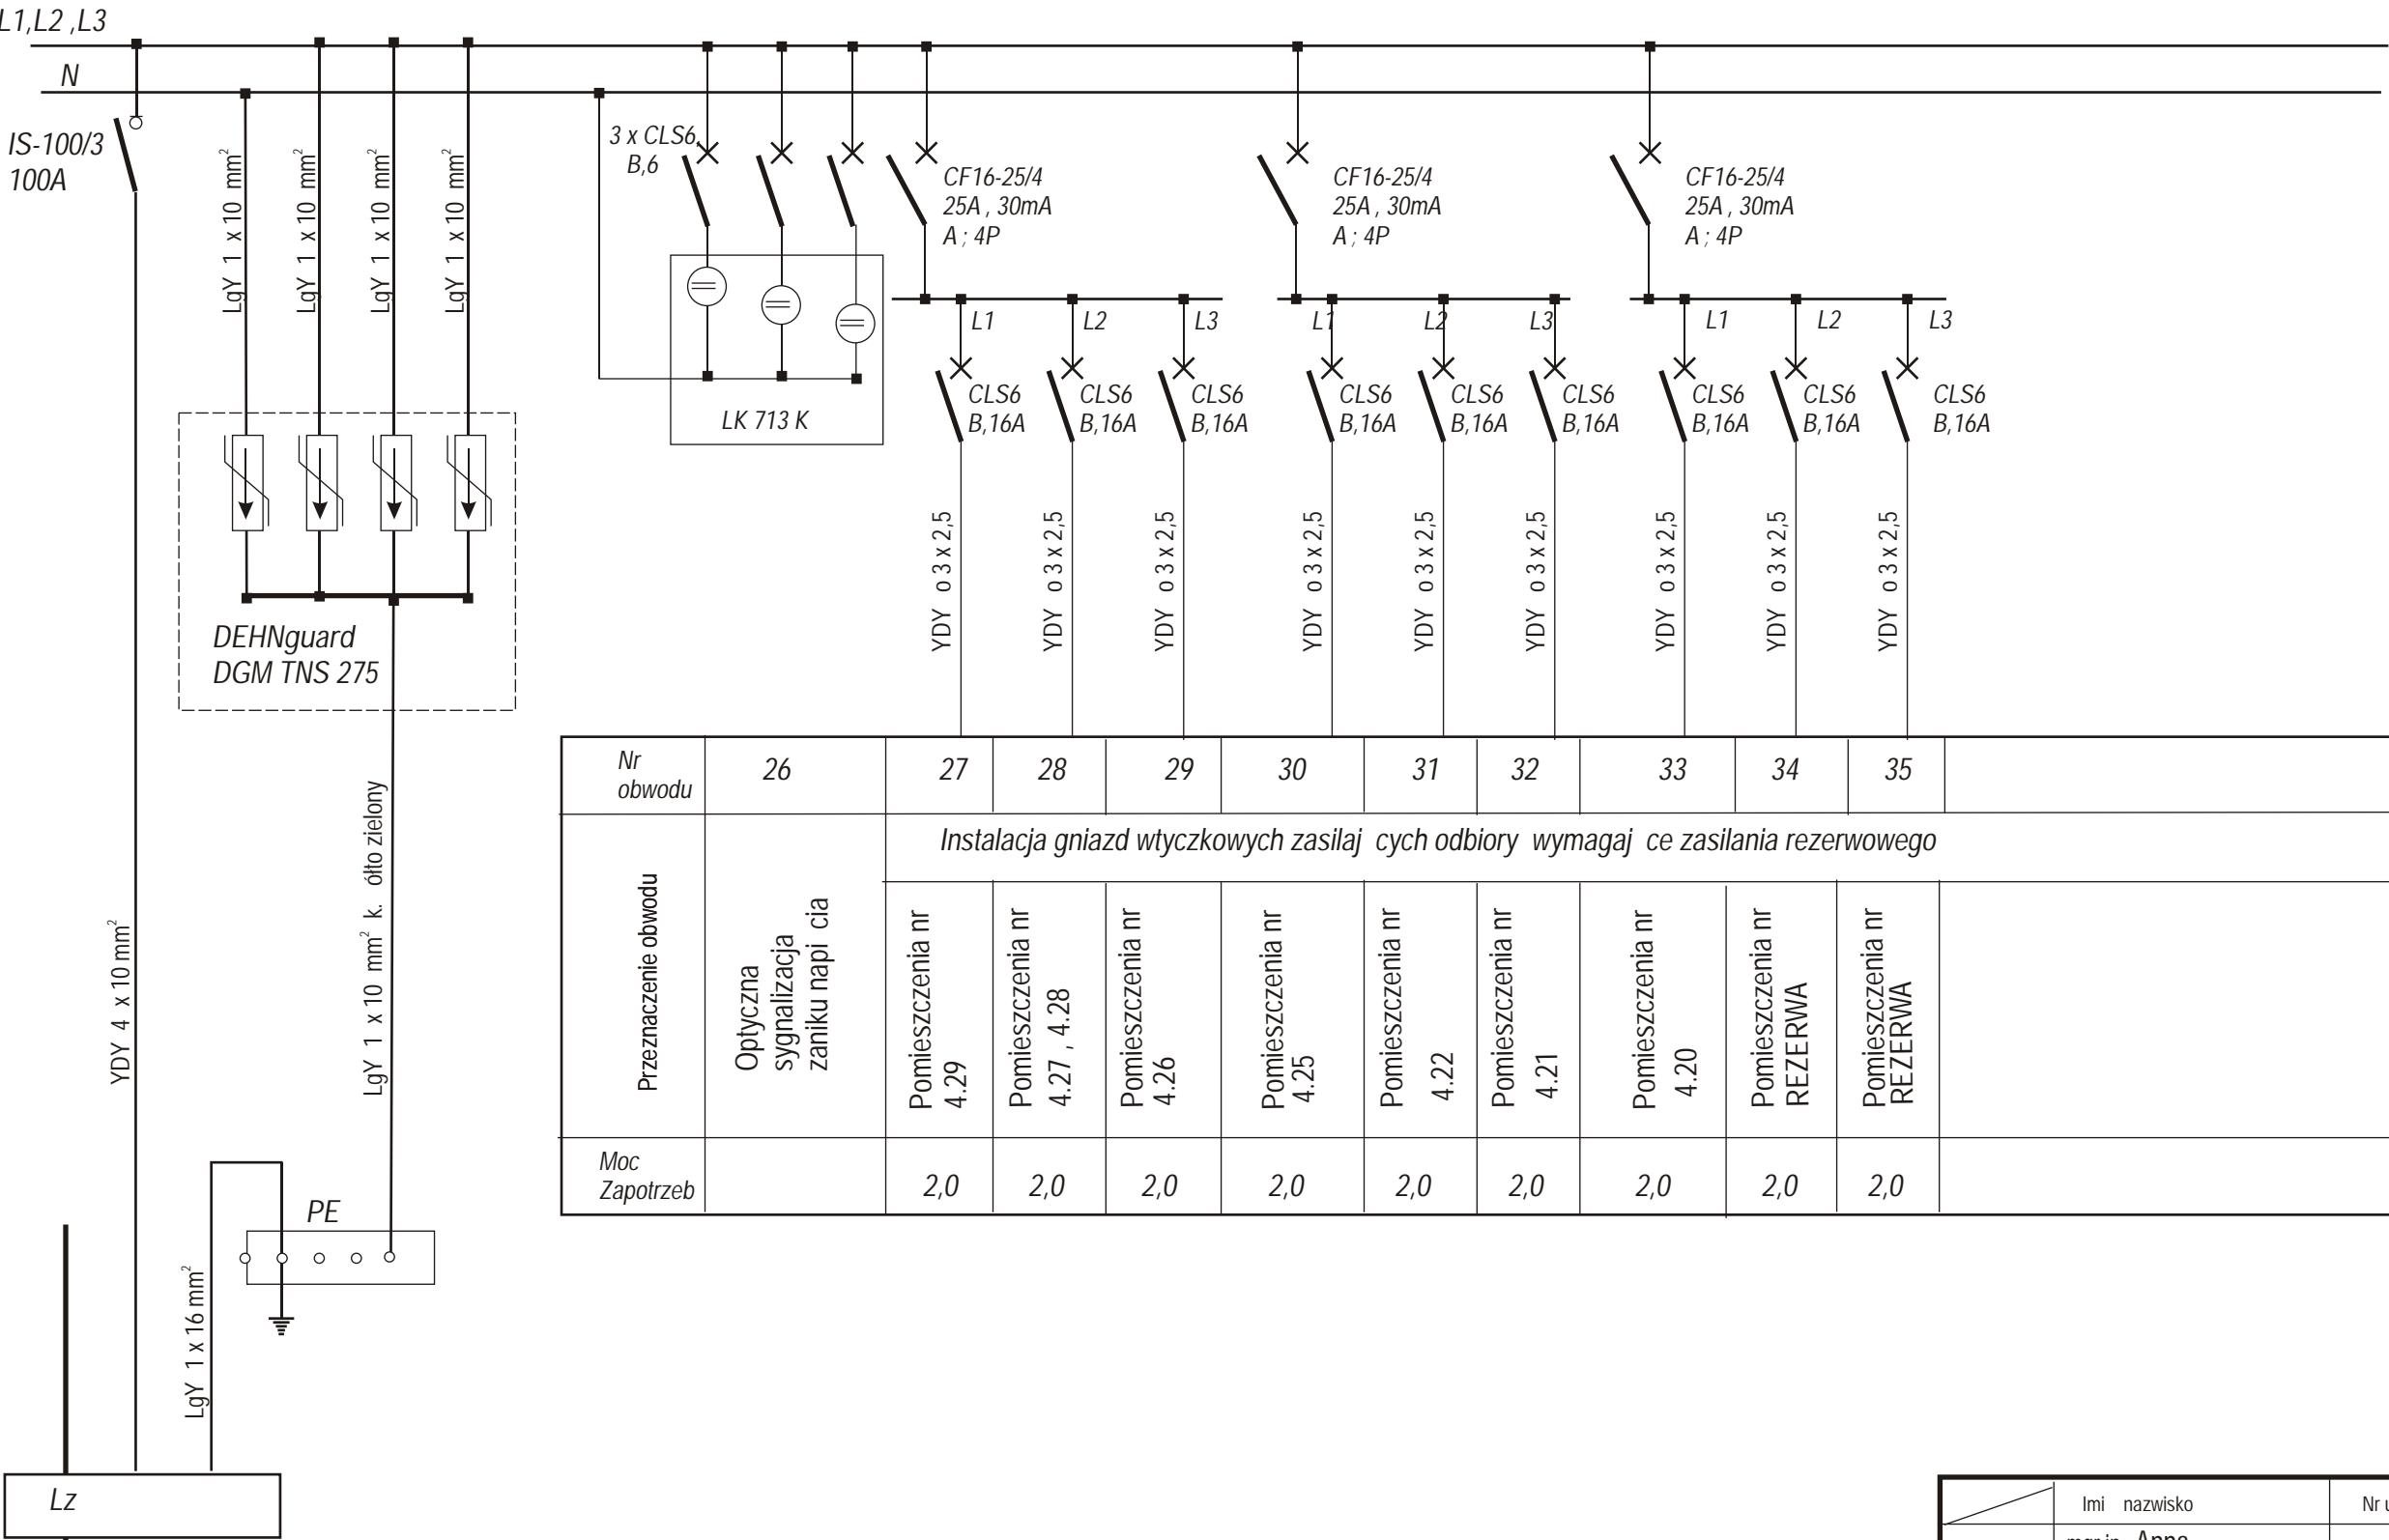 L1,L2 ,L3
N
IS-100/3
100A
LgY 1 x 10 mm²
LgY 1 x 10 mm²
LgY 1 x 10 mm²
LgY 1 x 10 mm²
3 x CLS6,
B,6
CF16-25/4
25A , 30mA
A ; 4P
CF16-25/4
25A , 30mA
A ; 4P
CF16-25/4
25A , 30mA
A ; 4P
L1
L2
L3
L1
L2
L3
L1
L2
L3
LK 713 K
CLS6
B,16A
CLS6
B,16A
CLS6
B,16A
CLS6
B,16A
CLS6
B,16A
CLS6
B,16A
CLS6
B,16A
CLS6
B,16A
CLS6
B,16A
YDY o 3 x 2,5
YDY o 3 x 2,5
YDY o 3 x 2,5
YDY o 3 x 2,5
YDY o 3 x 2,5
YDY o 3 x 2,5
YDY o 3 x 2,5
YDY o 3 x 2,5
YDY o 3 x 2,5
DEHNguard
DGM TNS 275
YDY 4 x 10 mm²
LgY 1 x 10 mm² k. ółto zielony
Nr
obwodu
26
27
28
29
30
31
32
33
34
35
Przeznaczenie obwodu
Instalacja gniazd wtyczkowych zasilaj cych odbiory wymagaj ce zasilania rezerwowego
Optyczna
sygnalizacja
zaniku napi cia
Pomieszczenia nr
4.29
Pomieszczenia nr
4.27 , 4.28
Pomieszczenia nr
4.26
Pomieszczenia nr
4.25
Pomieszczenia nr
4.22
Pomieszczenia nr
4.21
Pomieszczenia nr
4.20
Pomieszczenia nr
REZERWA
Pomieszczenia nr
REZERWA
Moc
Zapotrzeb
2,0
2,0
2,0
2,0
2,0
2,0
2,0
2,0
2,0
PE
LgY 1 x 16 mm²
Lz
Imi nazwisko
Nr
Anna